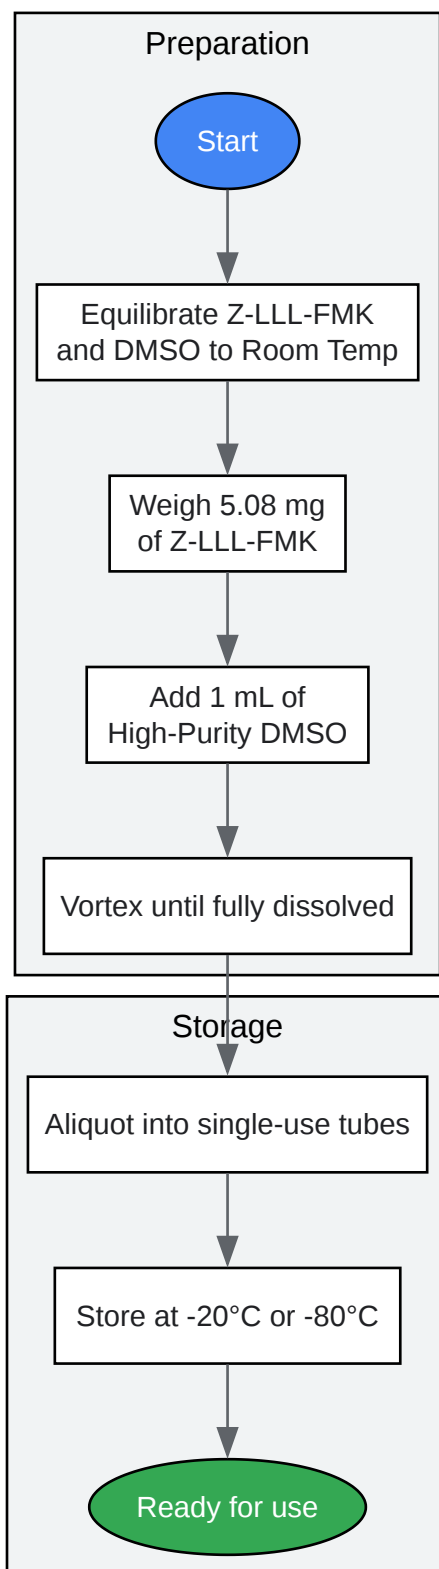 Preparation
Start
Equilibrate Z-LLL-FMK
and DMSO to Room Temp
Weigh 5.08 mg
of Z-LLL-FMK
Add 1 mL of
High-Purity DMSO
Vortex until fully dissolved
Storage
Aliquot into single-use tubes
Store at -20°C or -80°C
Ready for use